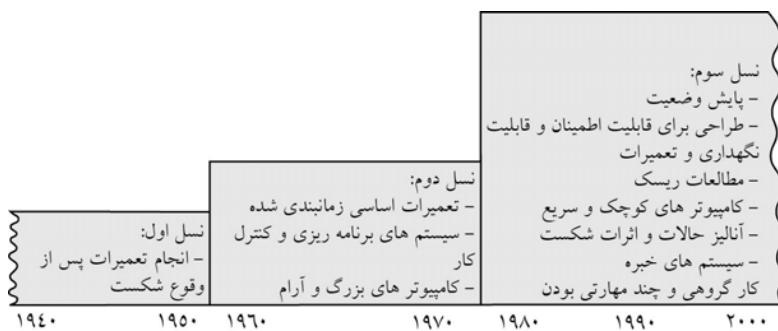 نسل سوم:
- پایش وضعیت
- طراحی برای قابلیت اطمینان و قابلیت
نگهداری و تعمیرات
- مطالعات ریسک
- کامپیوتر های کوچک و سریع
- آنالیز حالات و اثرات شکست
- سیستم های خبره
کار گروهی و چند مهارتی بودن
نسل دوم:
- تعمیرات اساسی زمانبندی شده
- سیستم های برنامه ریزی و کنترل
کار
- کامپیوتر های بزرگ و آرام
نسل اول:
- انجام تعمیرات پس از
وقوع شکست
۱۹۴۰ ۱۹۵۰ ۱۹۶۰ ۱۹۷۰ ۱۹۸۰ ۱۹۹۰ ۲۰۰۰